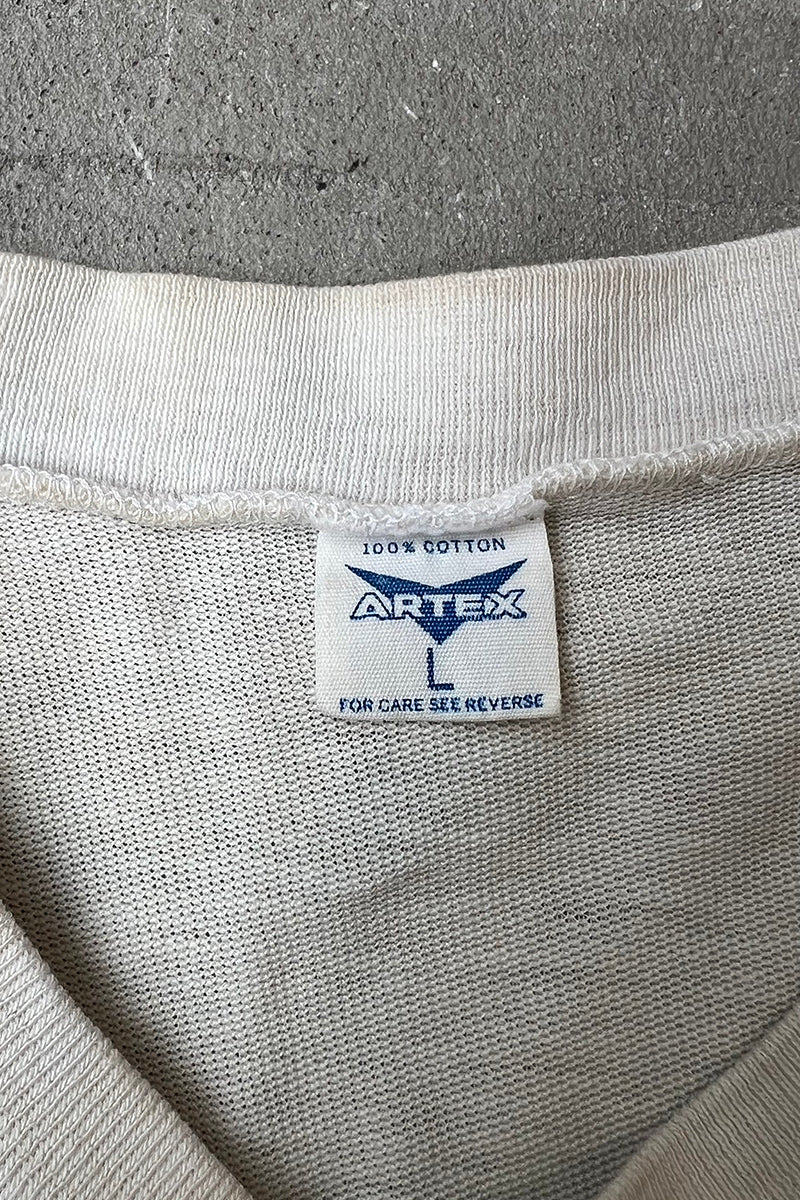 100% COTTON
ARTEX
L
FOR CARE SEE REVERSE